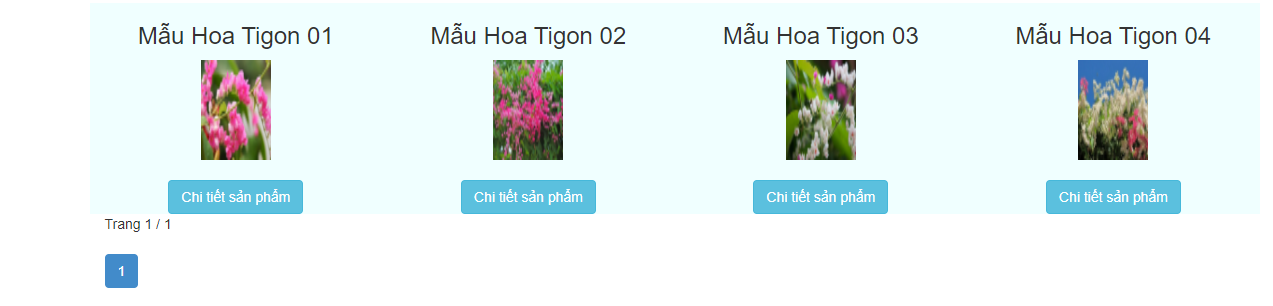 Mẫu Hoa Tigon 01
Mẫu Hoa Tigon 02
Mẫu Hoa Tigon 03
Mẫu Hoa Tigon 04
Chi tiết sản phẩm
Chi tiết sản phẩm
Chi tiết sản phẩm
Chi tiết sản phẩm
Trang 1 / 1
1